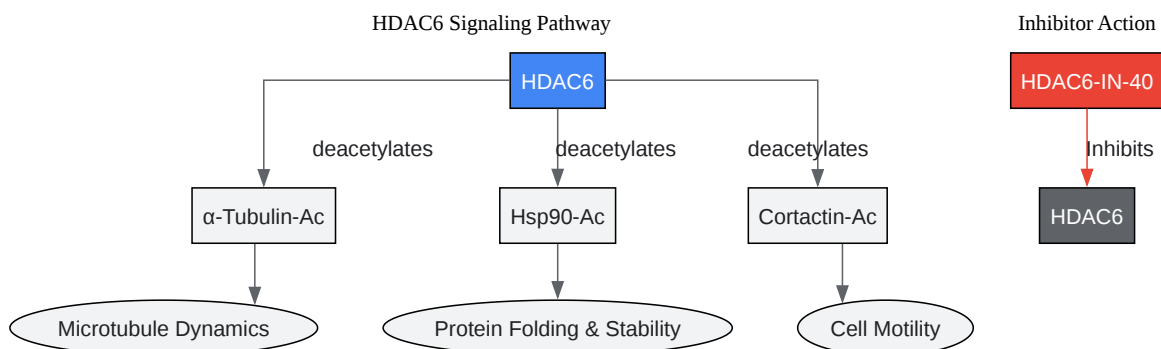 HDAC6 Signaling Pathway
Inhibitor Action
HDAC6
HDAC6-IN-40
deacetylates
deacetylates
deacetylates
Inhibits
α-Tubulin-Ac
Hsp90-Ac
Cortactin-Ac
HDAC6
Microtubule Dynamics
Protein Folding & Stability
Cell Motility